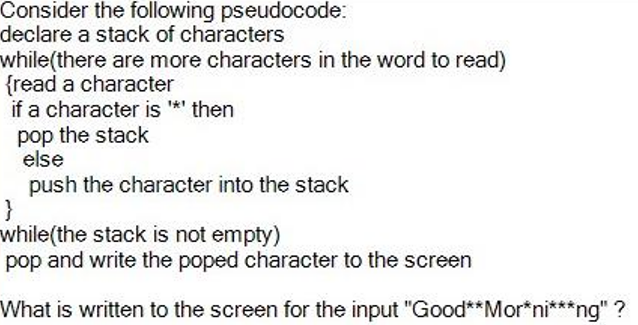 Consider the following pseudocode:
declare a stack of characters
while(there are more characters in the word to read)
{read a character
if a character is '*' then
pop the stack
else
push the character into the stack
}
while(the stack is not empty)
pop and write the poped character to the screen
What is written to the screen for the input "Good**Mor*ni***ng" ?